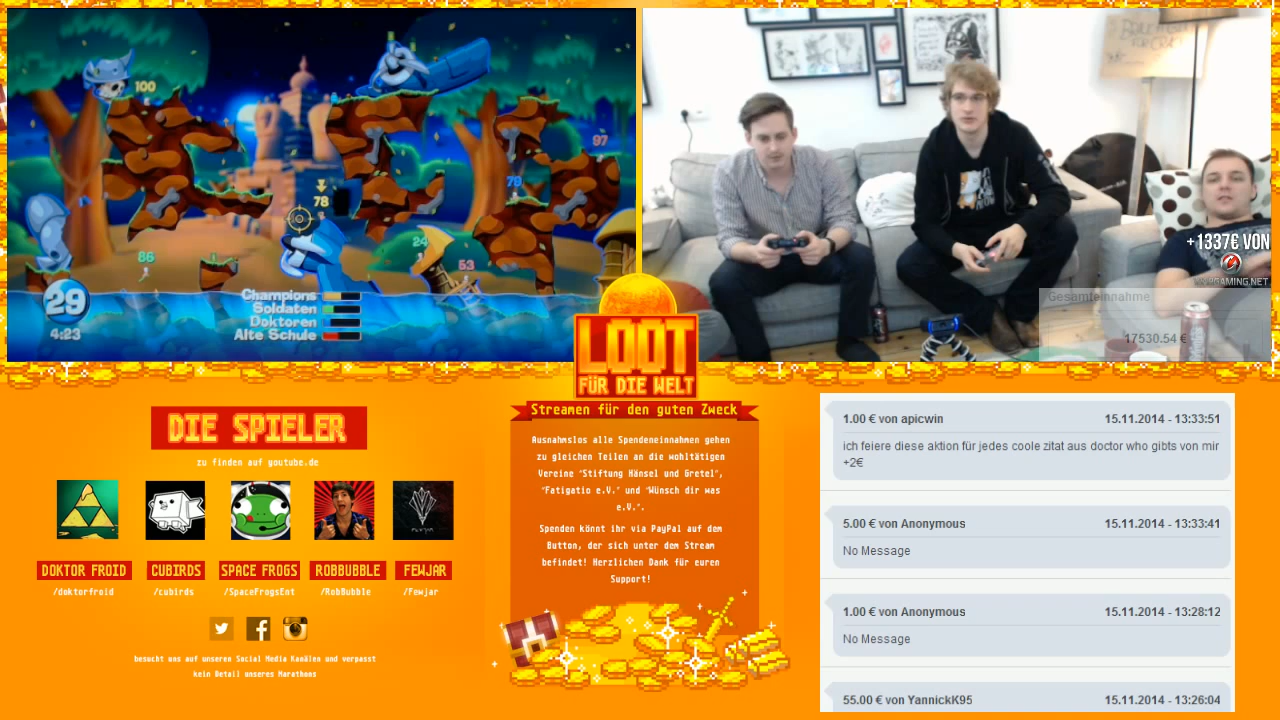 100
97
79
78
24
53
86
29
4:23
Champions
Soldaten
Doktoren
Alte Schule
+1337€ VON
Gesamteinnahme
17530.54 €
LOOT
FÜR DIE WELT
DIE SPIELER
zu finden auf youtube.de
DOKTOR FROID
CUBIRDS
SPACE FROGS
ROBBUBBLE
FEWJAR
/doktorfroid
/cubirds
/SpaceFrogsEnt
/RobBubble
/Fewjar
besucht uns auf unseren Social Media Kanälen und verpasst
kein Detail unseres Marathons
Streamen für den guten Zweck
Ausnahmslos alle Spendeneinnahmen gehen
zu gleichen Teilen an die wohltätigen
Vereine "Stiftung Hänsel und Gretel",
"Fatigatio e.V." und "Wünsch dir was
e.V.".
Spenden könnt ihr via PayPal auf dem
Button, der sich unter dem Stream
befindet! Herzlichen Dank für euren
Support!
1.00 € von apicwin 15.11.2014 - 13:33:51
ich feiere diese aktion für jedes coole zitat aus doctor who gibts von mir
+2€
5.00 € von Anonymous 15.11.2014 - 13:33:41
No Message
1.00 € von Anonymous 15.11.2014 - 13:28:12
No Message
55.00 € von YannickK95 15.11.2014 - 13:26:04